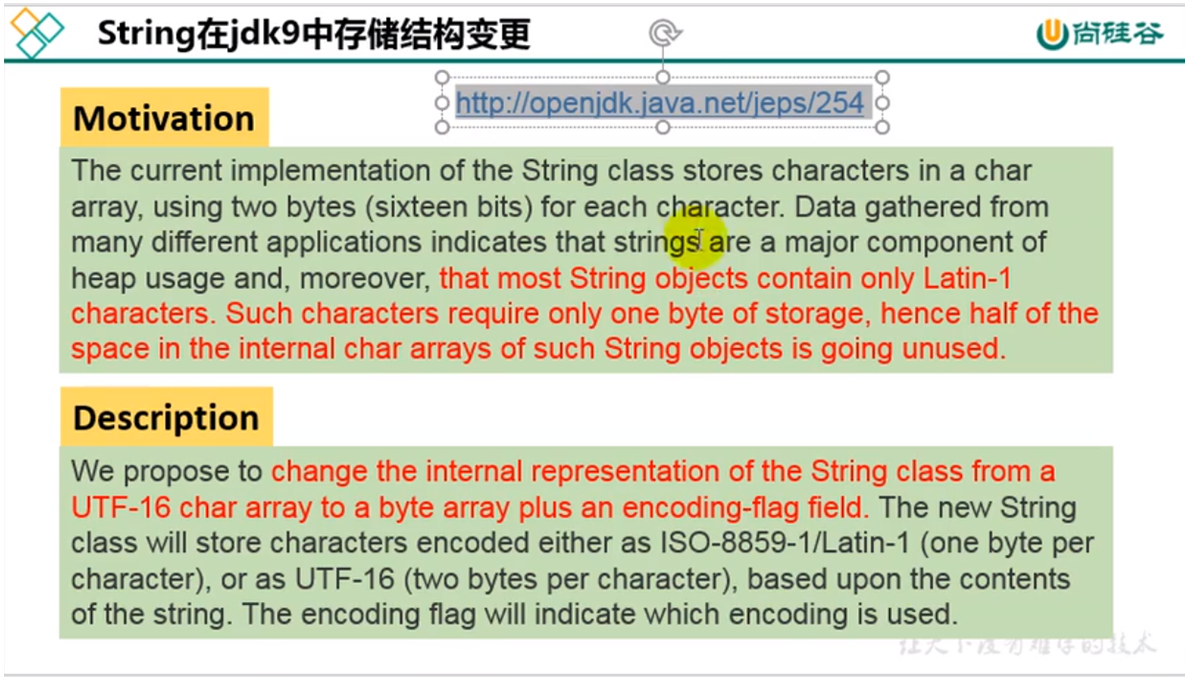 String在jdk9中存储结构变更
尚硅谷
http://openjdk.java.net/jeps/254
Motivation
The current implementation of the String class stores characters in a char
array, using two bytes (sixteen bits) for each character. Data gathered from
many different applications indicates that strings are a major component of
heap usage and, moreover, that most String objects contain only Latin-1
characters. Such characters require only one byte of storage, hence half of the
space in the internal char arrays of such String objects is going unused.
Description
We propose to change the internal representation of the String class from a
UTF-16 char array to a byte array plus an encoding-flag field. The new String
class will store characters encoded either as ISO-8859-1/Latin-1 (one byte per
character), or as UTF-16 (two bytes per character), based upon the contents
of the string. The encoding flag will indicate which encoding is used.
让天下没有难学的技术